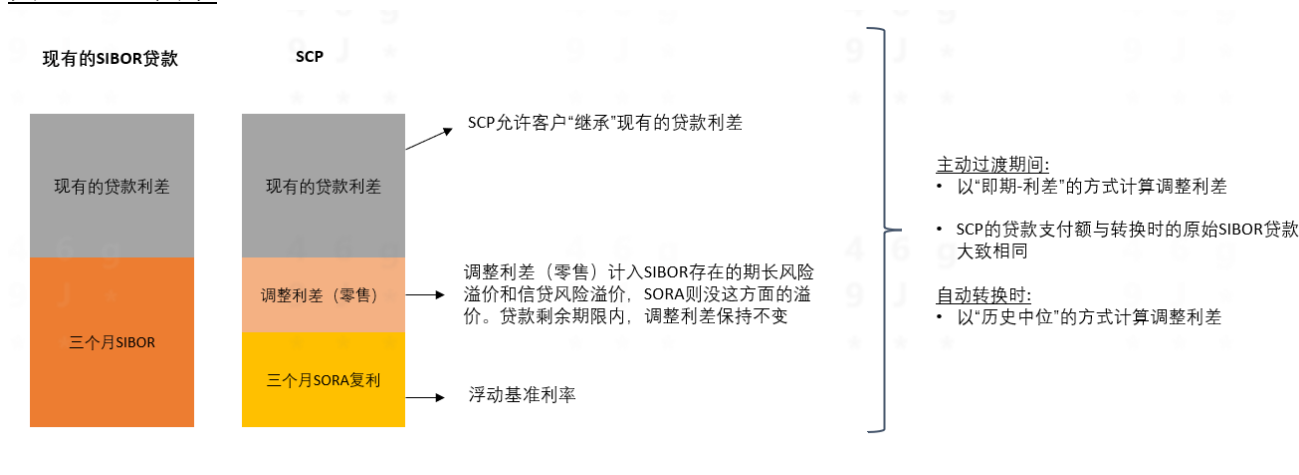 现有的SIBOR贷款
SCP
现有的贷款利差
三个月SIBOR
现有的贷款利差
调整利差（零售）
三个月SORA复利
SCP允许客户“继承”现有的贷款利差
调整利差（零售）计入SIBOR存在的期长风险
溢价和信贷风险溢价，SORA则没这方面的溢
价。贷款剩余期限内，调整利差保持不变
浮动基准利率
主动过渡期间:
• 以“即期-利差”的方式计算调整利差
• SCP的贷款支付额与转换时的原始SIBOR贷款
大致相同
自动转换时:
• 以“历史中位”的方式计算调整利差